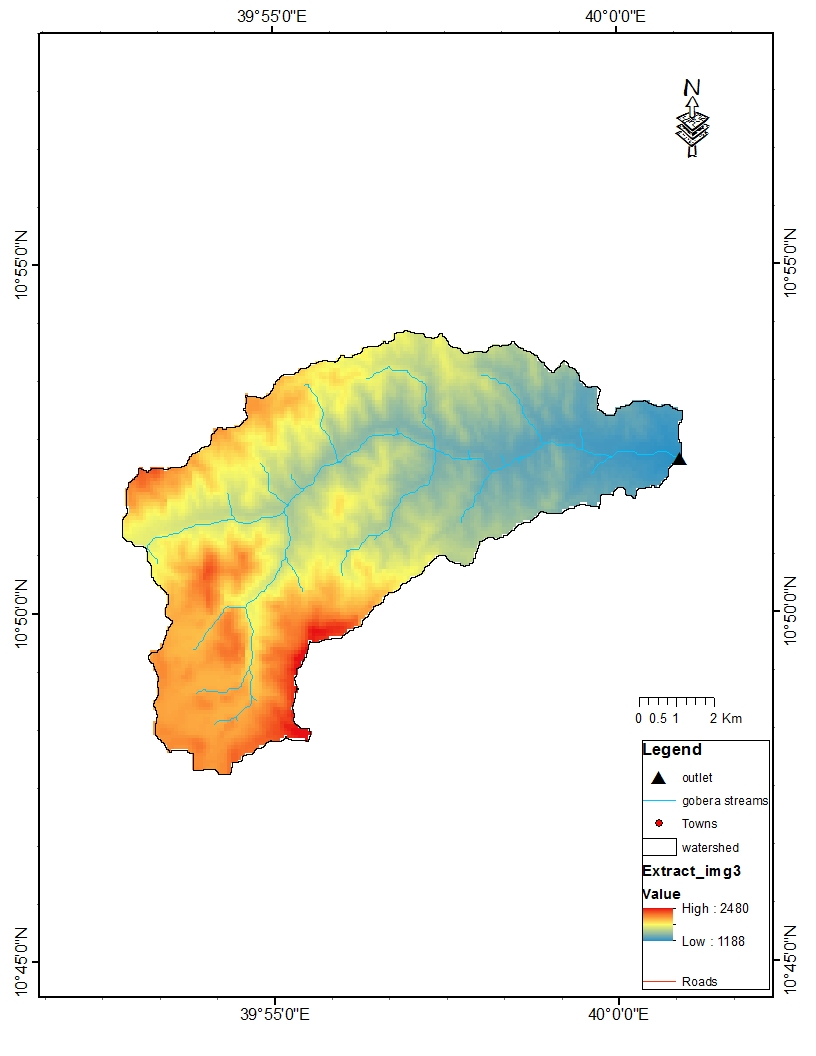 39°55'0"E 40°0'0"E
N
10°55'0"N 10°55'0"N
10°50'0"N 10°50'0"N
0 0.5 1 2 Km
Legend
outlet
gobera streams
Towns
watershed
Extract_img3
Value
High : 2480
Low : 1188
Roads
10°45'0"N 10°45'0"N
39°55'0"E 40°0'0"E